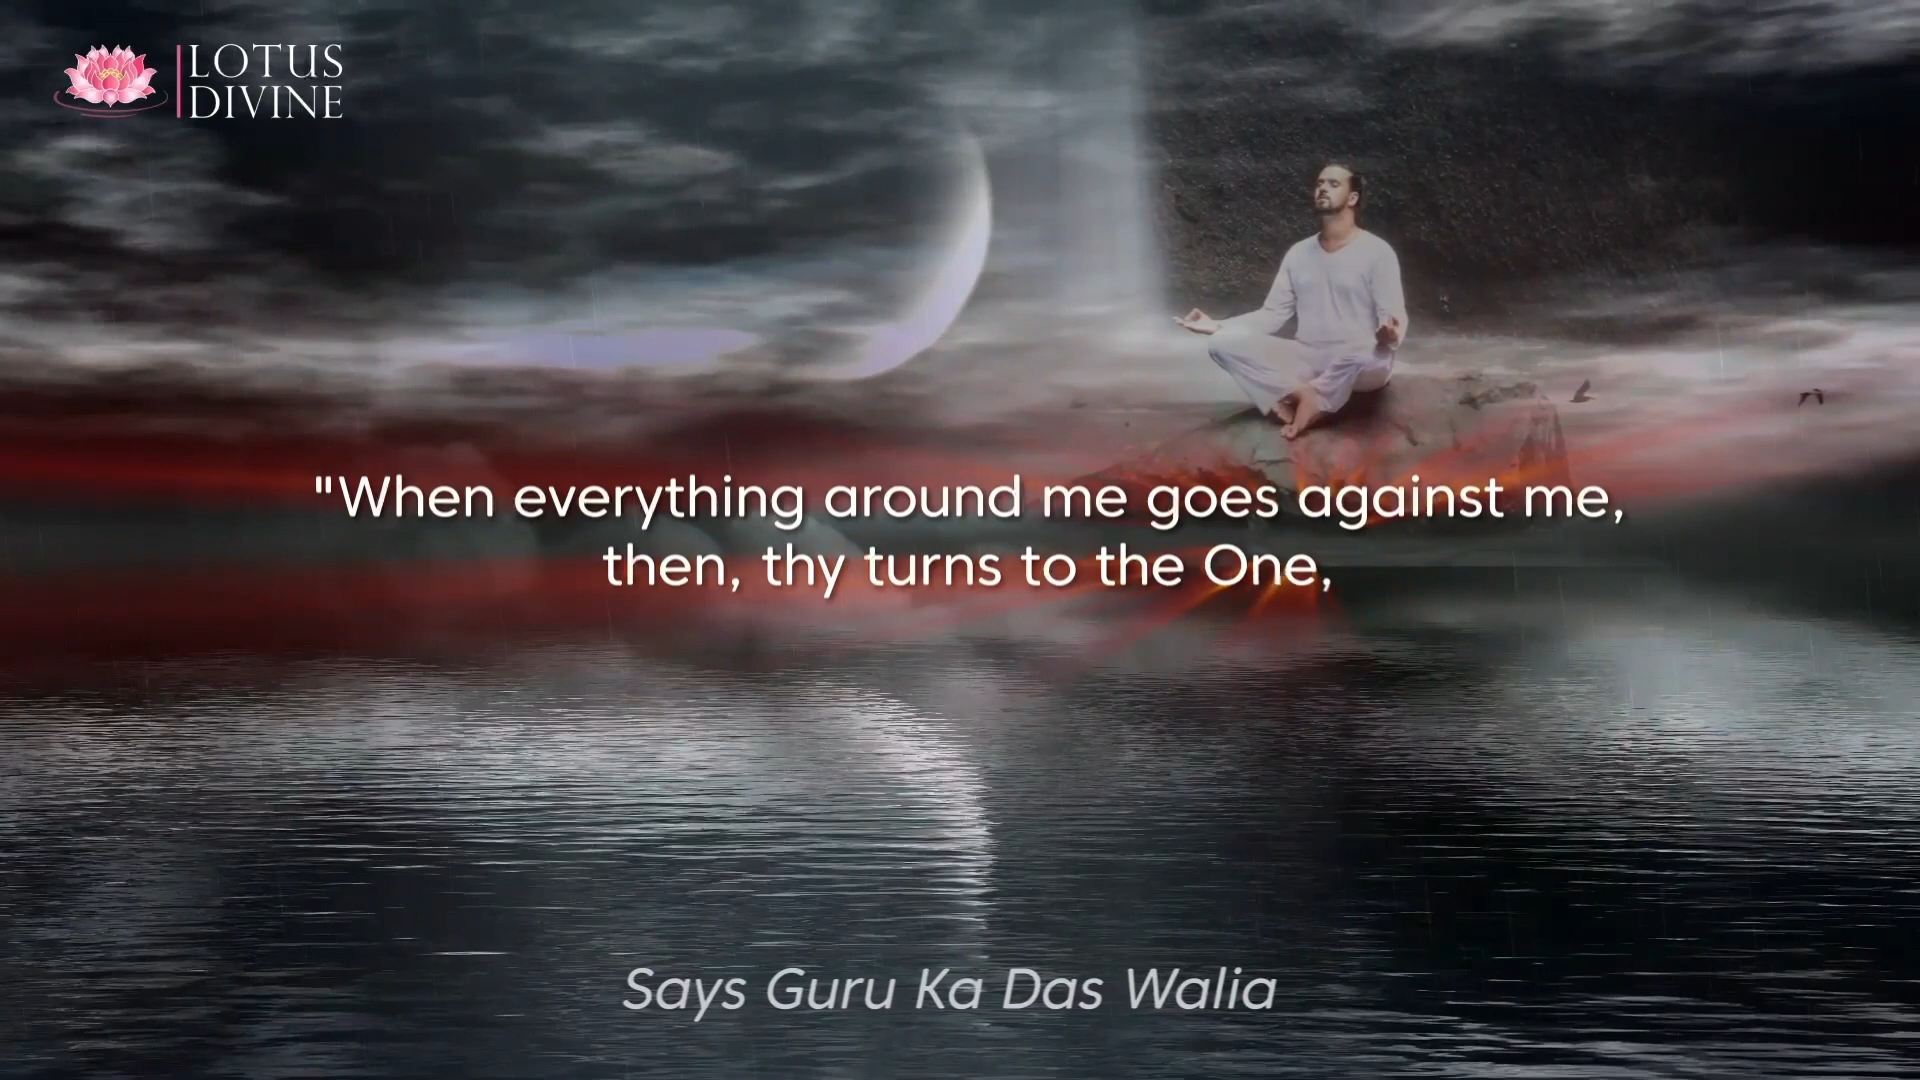 LOTUS
DIVINE
"When everything around me goes against me,
then, thy turns to the One,
Says Guru Ka Das Walia